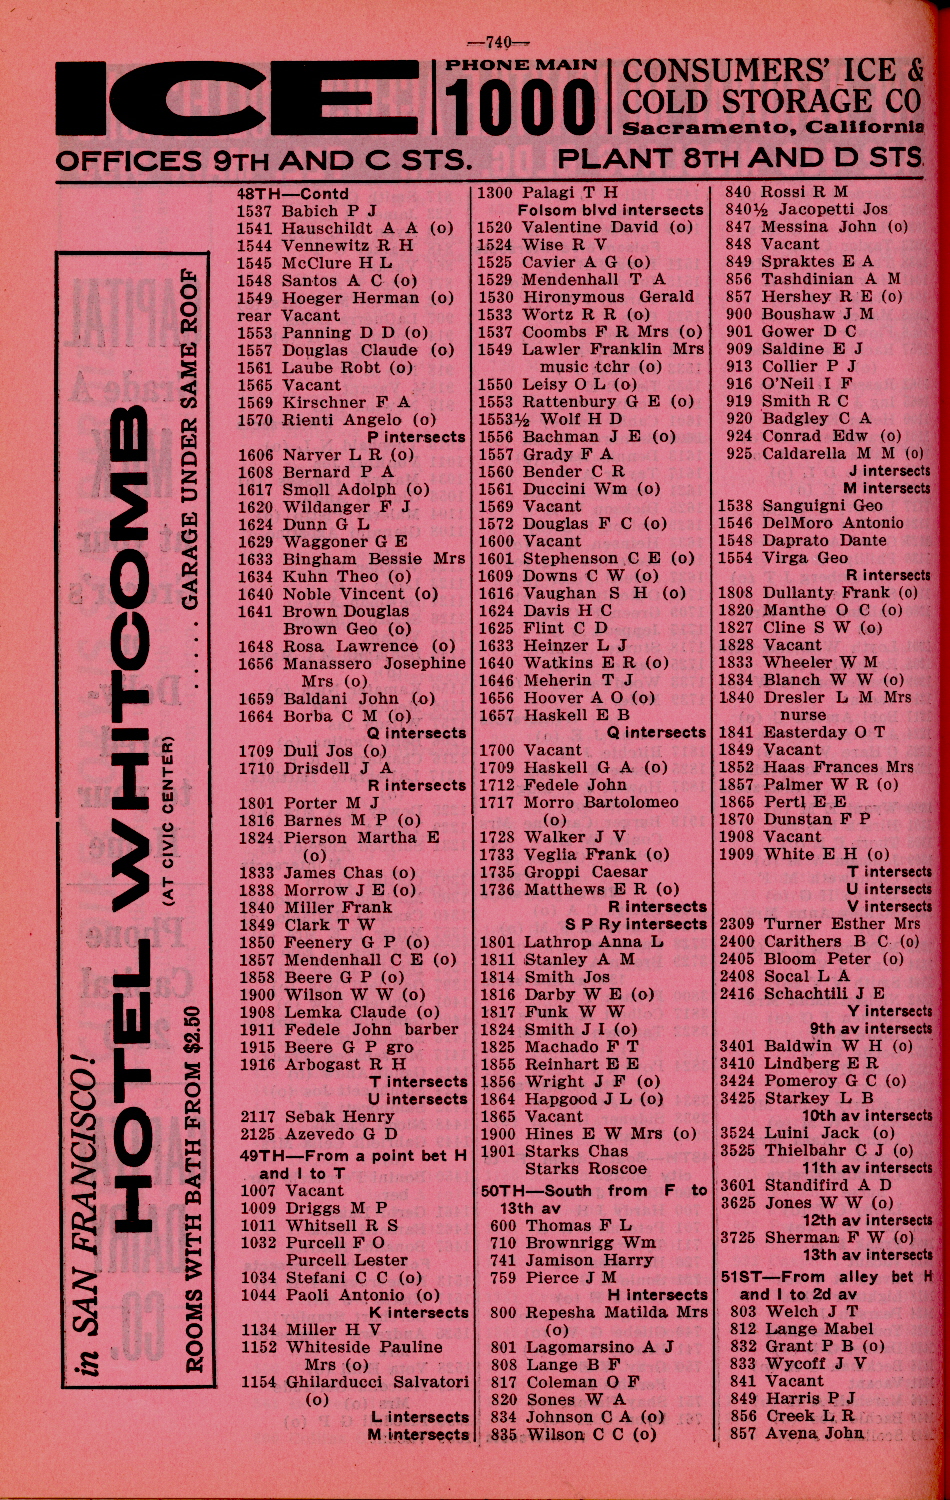 —740—
ICE
PHONE MAIN
1000
CONSUMERS' ICE &
COLD STORAGE CO
Sacramento, California
OFFICES 9TH AND C STS.
PLANT 8TH AND D STS.
in SAN FRANCISCO!
HOTEL WHITCOMB
(AT CIVIC CENTER)
ROOMS WITH BATH FROM $2.50 ..... GARAGE UNDER SAME ROOF
48TH—Contd
1537 Babich P J
1541 Hauschildt A A (o)
1544 Vennewitz R H
1545 McClure H L
1548 Santos A C (o)
1549 Hoeger Herman (o)
rear Vacant
1553 Panning D D (o)
1557 Douglas Claude (o)
1561 Laube Robt (o)
1565 Vacant
1569 Kirschner F A
1570 Rienti Angelo (o)
P intersects
1606 Narver L R (o)
1608 Bernard P A
1617 Smoll Adolph (o)
1620 Wildanger F J
1624 Dunn G L
1629 Waggoner G E
1633 Bingham Bessie Mrs
1634 Kuhn Theo (o)
1640 Noble Vincent (o)
1641 Brown Douglas
Brown Geo (o)
1648 Rosa Lawrence (o)
1656 Manassero Josephine
Mrs (o)
1659 Baldani John (o)
1664 Borba C M (o)
Q intersects
1709 Duli Jos (o)
1710 Drisdell J A
R intersects
1801 Porter M J
1816 Barnes M P (o)
1824 Pierson Martha E
(o)
1833 James Chas (o)
1838 Morrow J E (o)
1840 Miller Frank
1849 Clark T W
1850 Feenery G P (o)
1857 Mendenhall C E (o)
1858 Beere G P (o)
1900 Wilson W W (o)
1908 Lemka Claude (o)
1911 Fedele John barber
1915 Beere G P gro
1916 Arbogast R H
T intersects
U intersects
2117 Sebak Henry
2125 Azevedo G D
49TH—From a point bet H
and I to T
1007 Vacant
1009 Driggs M P
1011 Whitsell R S
1032 Purcell F O
Purcell Lester
1034 Stefani C C (o)
1044 Paoli Antonio (o)
K intersects
1134 Miller H V
1152 Whiteside Pauline
Mrs (o)
1154 Ghilarducci Salvatori
(o)
L intersects
M intersects
1300 Palagi T H
Folsom blvd intersects
1520 Valentine David (o)
1524 Wise R V
1525 Cavier A G (o)
1529 Mendenhall T A
1530 Hironymous Gerald
1533 Wortz R R (o)
1537 Coombs F R Mrs (o)
1549 Lawler Franklin Mrs
music tchr (o)
1550 Leisy O L (o)
1553 Rattenbury G E (o)
1553½ Wolf H D
1556 Bachman J E (o)
1557 Grady F A
1560 Bender C R
1561 Duccini Wm (o)
1569 Vacant
1572 Douglas F C (o)
1600 Vacant
1601 Stephenson C E (o)
1609 Downs C W (o)
1616 Vaughan S H (o)
1624 Davis H C
1625 Flint C D
1633 Heinzer L J
1640 Watkins E R (o)
1646 Meherin T J
1656 Hoover A O (o)
1657 Haskell E B
Q intersects
1700 Vacant
1709 Haskell G A (o)
1712 Fedele John
1717 Morro Bartolomeo
(o)
1728 Walker J V
1733 Veglia Frank (o)
1735 Groppi Caesar
1736 Matthews E R (o)
R intersects
S P Ry intersects
1801 Lathrop Anna L
1811 Stanley A M
1814 Smith Jos
1816 Darby W E (o)
1817 Funk W W
1824 Smith J I (o)
1825 Machado F T
1855 Reinhart E E
1856 Wright J F (o)
1864 Hapgood J L (o)
1865 Vacant
1900 Hines E W Mrs (o)
1901 Starks Chas
Starks Roscoe
50TH—South from F to
13th av
600 Thomas F L
710 Brownrigg Wm
741 Jamison Harry
759 Pierce J M
H intersects
800 Repesha Matilda Mrs
(o)
801 Lagomarsino A J
808 Lange B F
817 Coleman O F
820 Sones W A
834 Johnson C A (o)
835 Wilson C C (o)
840 Rossi R M
840½ Jacopetti Jos
847 Messina John (o)
848 Vacant
849 Spraktes E A
856 Tashdinian A M
857 Hershey R E (o)
900 Boushaw J M
901 Gower D C
909 Saldine E J
913 Collier P J
916 O'Neil I F
919 Smith R C
920 Badgley C A
924 Conrad Edw (o)
925 Caldarella M M (o)
J intersects
M intersects
1538 Sanguigni Geo
1546 DelMoro Antonio
1548 Daprato Dante
1554 Virga Geo
R intersects
1808 Dullanty Frank (o)
1820 Manthe O C (o)
1827 Cline S W (o)
1828 Vacant
1833 Wheeler W M
1834 Blanch W W (o)
1840 Dresler L M Mrs
nurse
1841 Easterday O T
1849 Vacant
1852 Haas Frances Mrs
1857 Palmer W R (o)
1865 Pertl E E
1870 Dunstan F P
1908 Vacant
1909 White E H (o)
T intersects
U intersects
V intersects
2309 Turner Esther Mrs
2400 Carithers B C (o)
2405 Bloom Peter (o)
2408 Socal L A
2416 Schachtili J E
Y intersects
9th av intersects
3401 Baldwin W H (o)
3410 Lindberg E R
3424 Pomeroy G C (o)
3425 Starkey L B
10th av intersects
3524 Luini Jack (o)
3525 Thielbahr C J (o)
11th av intersects
3601 Standifird A D
3625 Jones W W (o)
12th av intersects
3725 Sherman F W (o)
13th av intersects
51ST—From alley bet H
and I to 2d av
803 Welch J T
812 Lange Mabel
832 Grant P B (o)
833 Wycoff J V
841 Vacant
849 Harris P J
856 Creek L R
857 Avena John